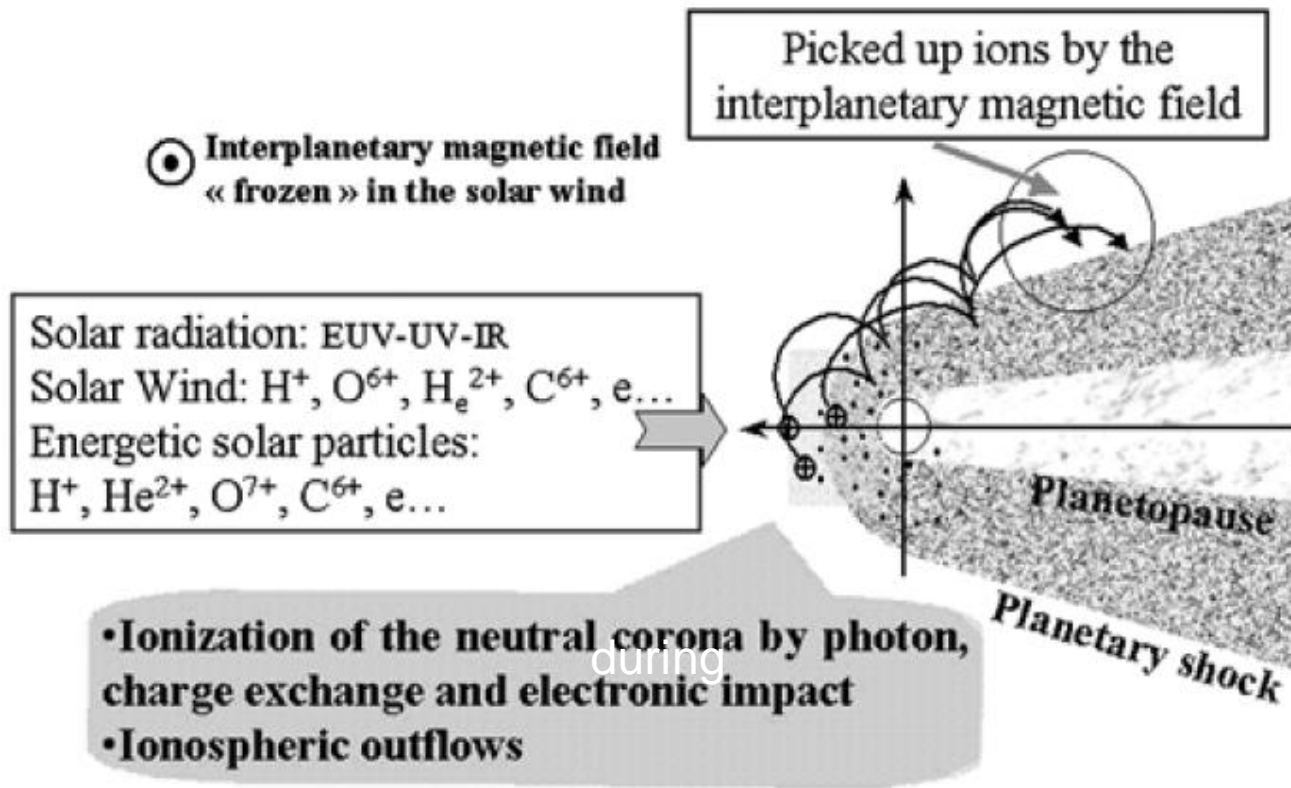 Picked up ions by the
interplanetary magnetic field
Interplanetary magnetic field
« frozen » in the solar wind
Solar radiation: EUV-UV-IR
Solar Wind: H⁺, O⁶⁺, Hₑ²⁺, C⁶⁺, e…
Energetic solar particles:
H⁺, He²⁺, O⁷⁺, C⁶⁺, e…
Planetopause
Planetary shock
•Ionization of the neutral corona by photon,
during
charge exchange and electronic impact
•Ionospheric outflows